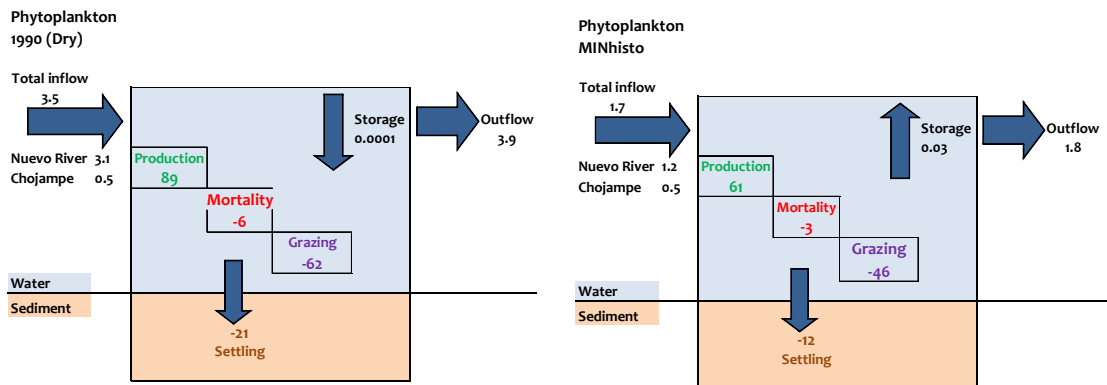 Phytoplankton
1990 (Dry)
Total inflow
3.5
Nuevo River 3.1
Chojampe 0.5
Production
89
Mortality
-6
Grazing
-62
Storage
0.0001
Outflow
3.9
Water
Sediment
-21
Settling
Phytoplankton
MINhisto
Total inflow
1.7
Nuevo River 1.2
Chojampe 0.5
Production
61
Mortality
-3
Grazing
-46
Storage
0.03
Outflow
1.8
Water
Sediment
-12
Settling